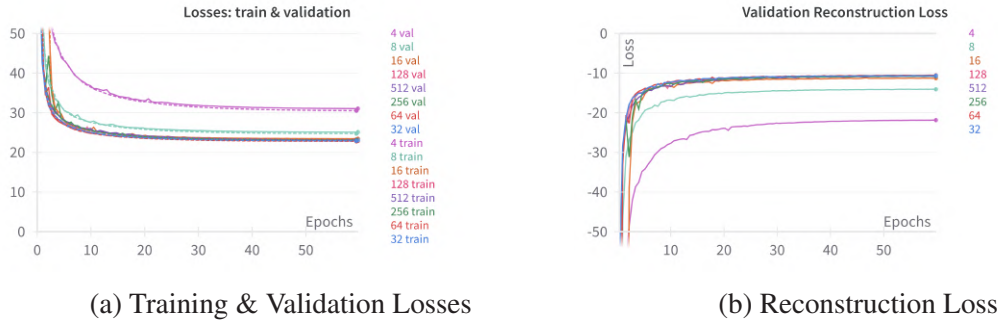 Losses: train & validation
50
40
30
20
10
0
0
10
20
30
40
50
Epochs
4 val
8 val
16 val
128 val
512 val
256 val
64 val
32 val
4 train
8 train
16 train
128 train
512 train
256 train
64 train
32 train
(a) Training & Validation Losses
Validation Reconstruction Loss
Loss
0
-10
-20
-30
-40
-50
10
20
30
40
50
Epochs
4
8
16
128
512
256
64
32
(b) Reconstruction Loss